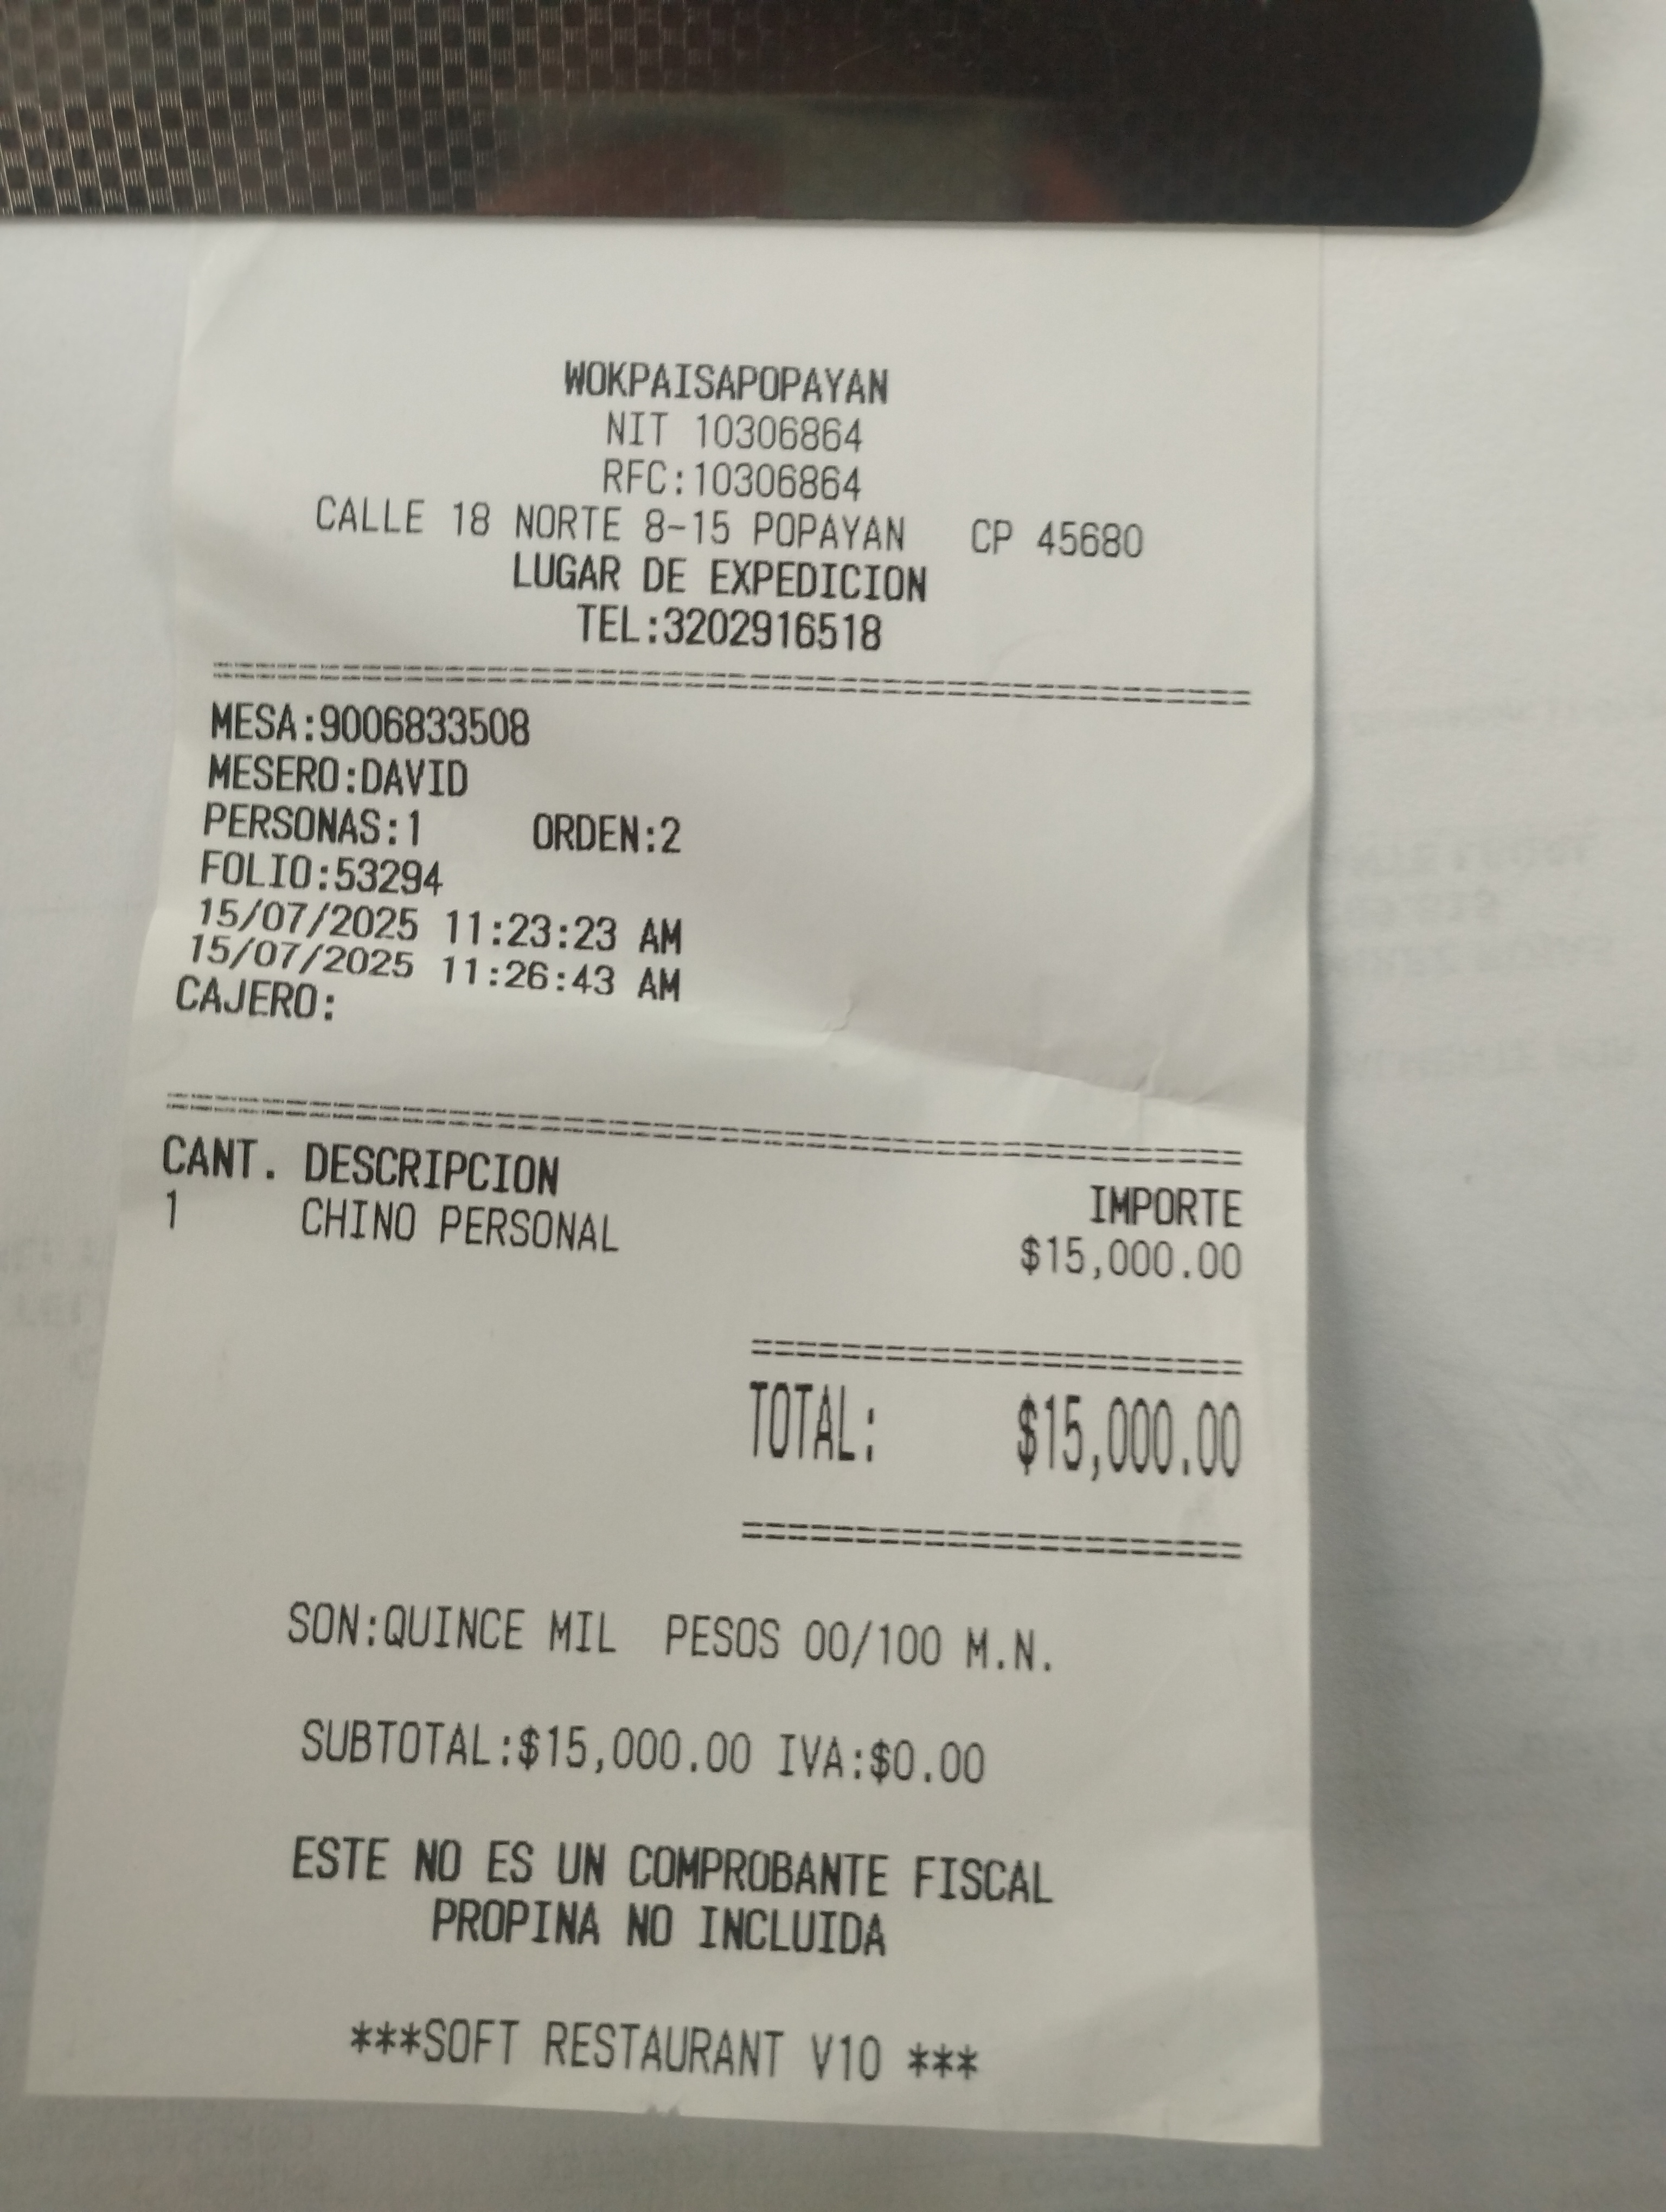 WOKPAISAPOPAYAN
NIT 10306864
RFC:10306864
CALLE 18 NORTE 8-15 POPAYAN CP 45680
LUGAR DE EXPEDICION
TEL:3202916518
MESA:9006833508
MESERO:DAVID
PERSONAS:1 ORDEN:2
FOLIO:53294
15/07/2025 11:23:23 AM
15/07/2025 11:26:43 AM
CAJERO:
CANT. DESCRIPCION IMPORTE
1 CHINO PERSONAL $15,000.00
TOTAL: $15,000.00
SON:QUINCE MIL PESOS 00/100 M.N.
SUBTOTAL:$15,000.00 IVA:$0.00
ESTE NO ES UN COMPROBANTE FISCAL
PROPINA NO INCLUIDA
***SOFT RESTAURANT V10 ***